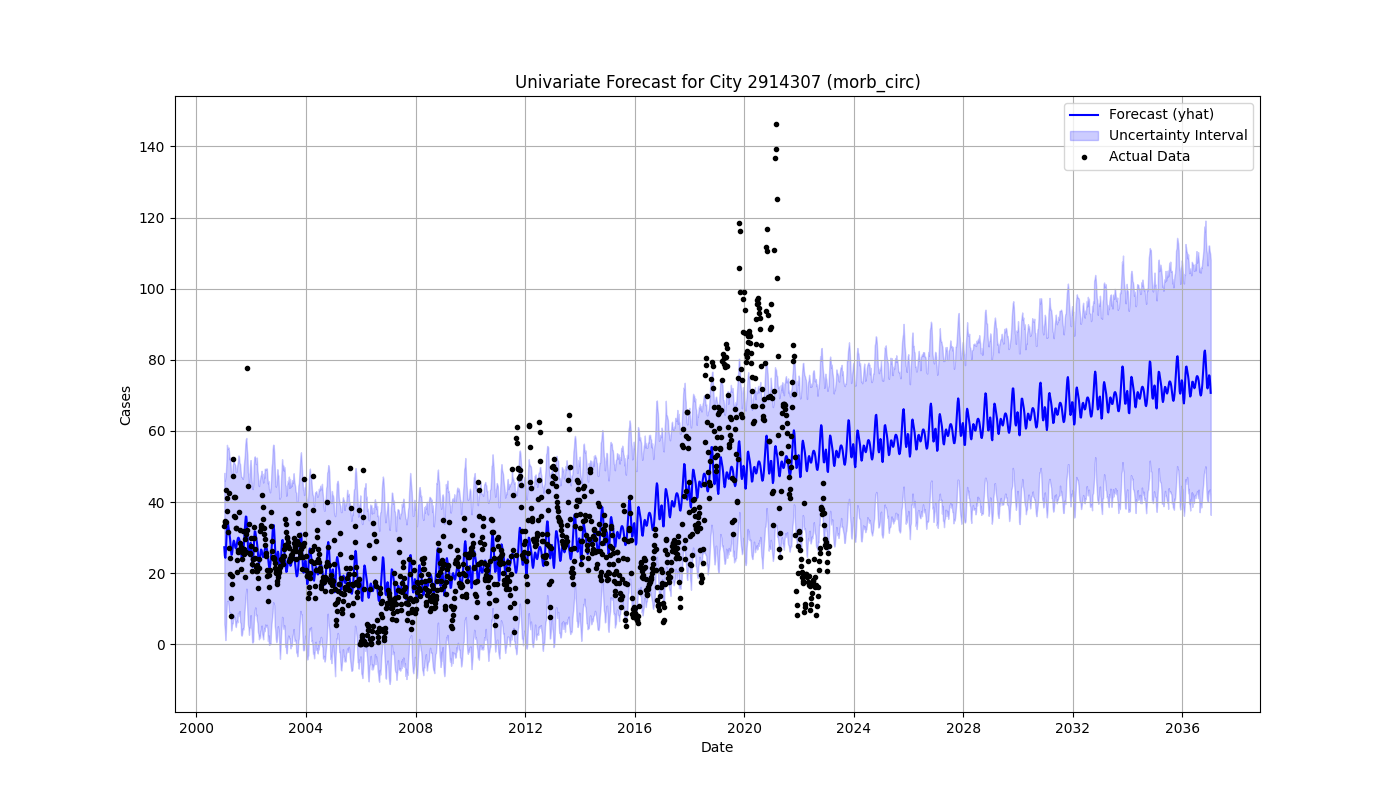 Univariate Forecast for City 2914307 (morb_circ)
Forecast (yhat)
Uncertainty Interval
Actual Data
Cases
140
120
100
80
60
40
20
0
2000 2004 2008 2012 2016 2020 2024 2028 2032 2036
Date